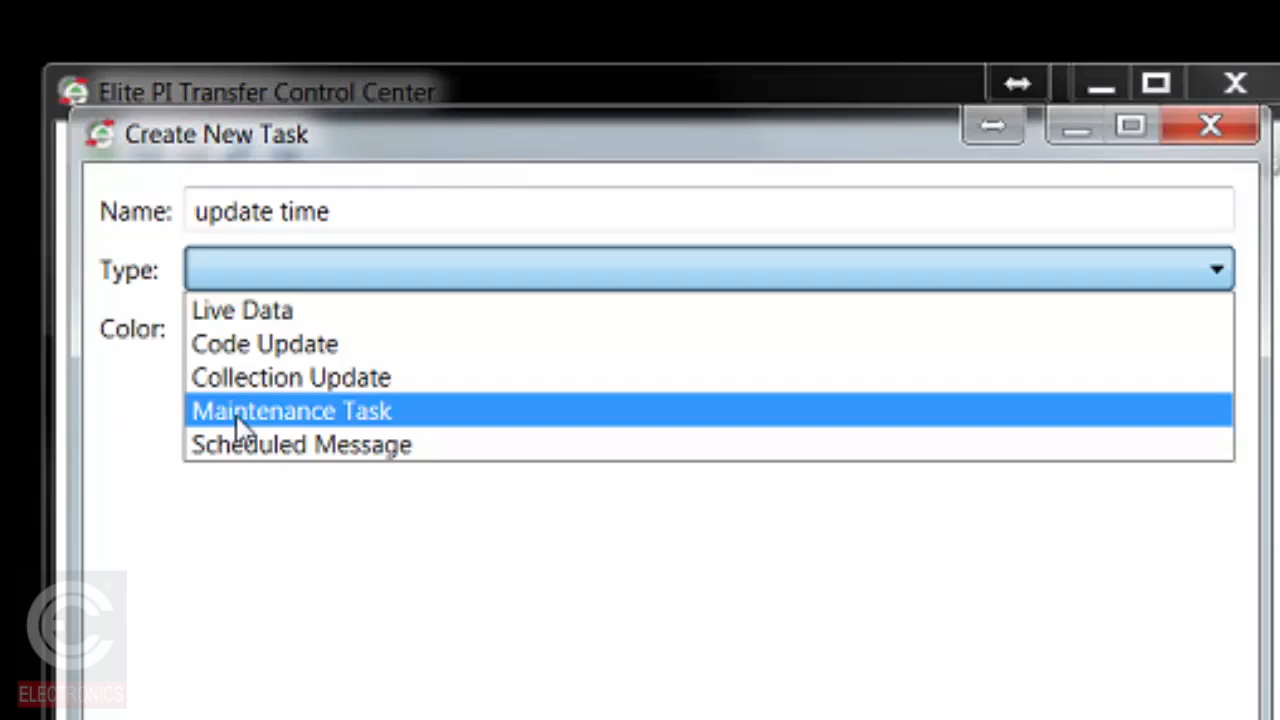 Elite PI Transfer Control Center
Create New Task
Name: update time
Type:
Live Data
Color:
Code Update
Collection Update
Maintenance Task
Scheduled Message
EC
ELECTRONICS